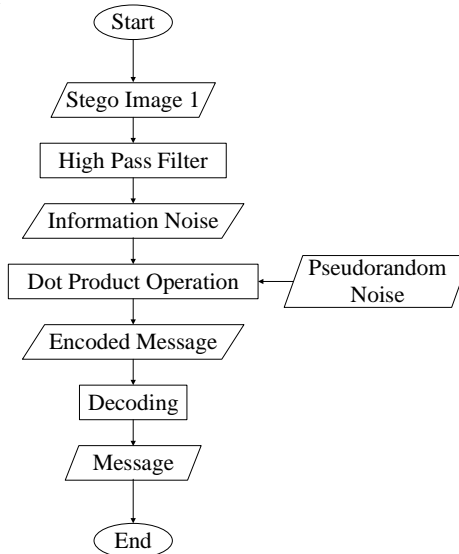 Start
Stego Image 1
High Pass Filter
Information Noise
Dot Product Operation
Pseudorandom
Noise
Encoded Message
Decoding
Message
End